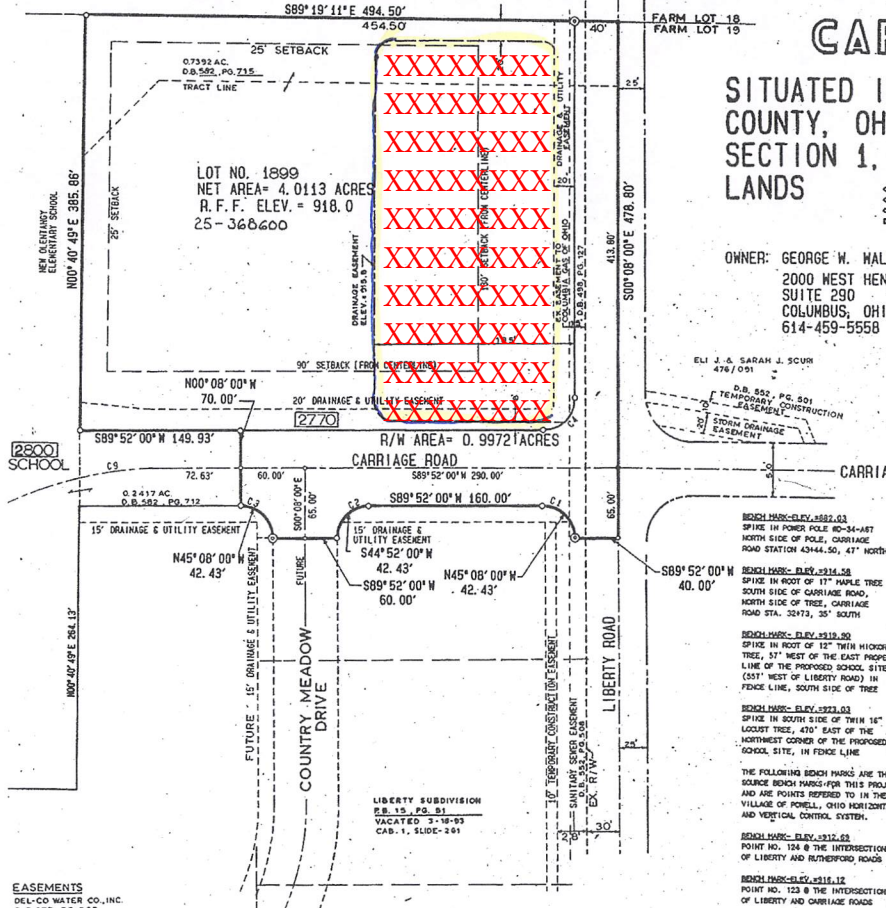 S89°19'11"E 494.50'
454.50'
40'
FARM LOT 18
FARM LOT 19
25' SETBACK
0.7392 AC.
D.B. 582, PG. 715
TRACT LINE
25'
XXXXXXXXX
XXXXXXXXX
XXXXXXXXX
XXXXXXXXX
XXXXXXXXX
XXXXXXXXX
XXXXXXXXX
XXXXXXXXX
XXXXXXXXX
XXXXXXXXX
DRAINAGE & UTILITY
EASEMENT
20'
SITUATED I
COUNTY, OH
SECTION 1,
LANDS
LOT NO. 1899
NET AREA= 4.0113 ACRES
R.F.F. ELEV. = 918.0
25-368600
N00°40'49"E 385.86'
NEW OLENTANGY
ELEMENTARY SCHOOL
25' SETBACK
DRAINAGE EASEMENT
SETBACK (FROM CENTERLINE)
EX. EASEMENT TO
COLUMBIA GAS OF OHIO
D.B. 498, PG. 127
413.80'
S00°08'00"E 478.80'
OWNER: GEORGE W. WAL
2000 WEST HEN
SUITE 290
COLUMBUS, OHI
614-459-5558
90' SETBACK (FROM CENTERLINE)
N00°08'00"W
70.00'
20' DRAINAGE & UTILITY EASEMENT
2770
ELI J. & SARAH J. SCURI
476/091
D.B. 552, PG. 501
TEMPORARY CONSTRUCTION
EASEMENT
STORM DRAINAGE
EASEMENT
S89°52'00"W 149.93'
R/W AREA= 0.9972 ACRES
2800
SCHOOL
C9
CARRIAGE ROAD
CARRIA
72.63'
60.00'
S89°52'00"W 290.00'
0.2417 AC.
D.B. 582, PG. 712
C3
S00°08'00"E
65.00'
C2
S89°52'00"W 160.00'
C1
65.00'
15' DRAINAGE & UTILITY EASEMENT
15' DRAINAGE &
UTILITY EASEMENT
N45°08'00"W
42.43'
FUTURE
S44°52'00"W
42.43'
S89°52'00"W
60.00'
N45°08'00"W
42.43'
S89°52'00"W
40.00'
BENCH MARK-ELEV.=882.03
SPIKE IN POWER POLE
NORTH SIDE OF POLE, CARRIAGE
ROAD STATION 43+44.50, 47' NORTH
BENCH MARK- ELEV.=914.58
SPIKE IN ROOT OF 17" MAPLE TREE
SOUTH SIDE OF CARRIAGE ROAD,
NORTH SIDE OF TREE, CARRIAGE
ROAD STA. 32+73, 35' SOUTH
BENCH MARK- ELEV.=919.90
SPIKE IN ROOT OF 12" TWIN HICKOR
TREE, 57' WEST OF THE EAST PROPE
LINE OF THE PROPOSED SCHOOL SITE
(557' WEST OF LIBERTY ROAD) IN
FENCE LINE, SOUTH SIDE OF TREE
BENCH MARK- ELEV.=923.03
SPIKE IN SOUTH SIDE OF TWIN 16"
LOCUST TREE, 470' EAST OF THE
NORTHWEST CORNER OF THE PROPOSED
SCHOOL SITE, IN FENCE LINE
THE FOLLOWING BENCH MARKS ARE TH
SOURCE BENCH MARKS FOR THIS PROJ
AND ARE POINTS REFERED TO IN THE
VILLAGE OF POWELL, OHIO HORIZONT
AND VERTICAL CONTROL SYSTEM.
BENCH MARK- ELEV.=912.69
POINT NO. 124 @ THE INTERSECTION
OF LIBERTY AND RUTHERFORD ROADS
BENCH MARK-ELEV.=916.12
POINT NO. 123 @ THE INTERSECTION
OF LIBERTY AND CARRIAGE ROADS
N00°40'49"E 264.13'
FUTURE - 15' DRAINAGE & UTILITY EASEMENT
COUNTRY MEADOW
DRIVE
10' TEMPORARY CONSTRUCTION EASEMENT
SANITARY SEWER EASEMENT
D.B. 552, PG. 508
EX. R/W
LIBERTY ROAD
25'
LIBERTY SUBDIVISION
P.B. 15, PG. 51
VACATED 3-18-93
CAB. 1, SLIDE-261
30'
EASEMENTS
DEL-CO WATER CO., INC.